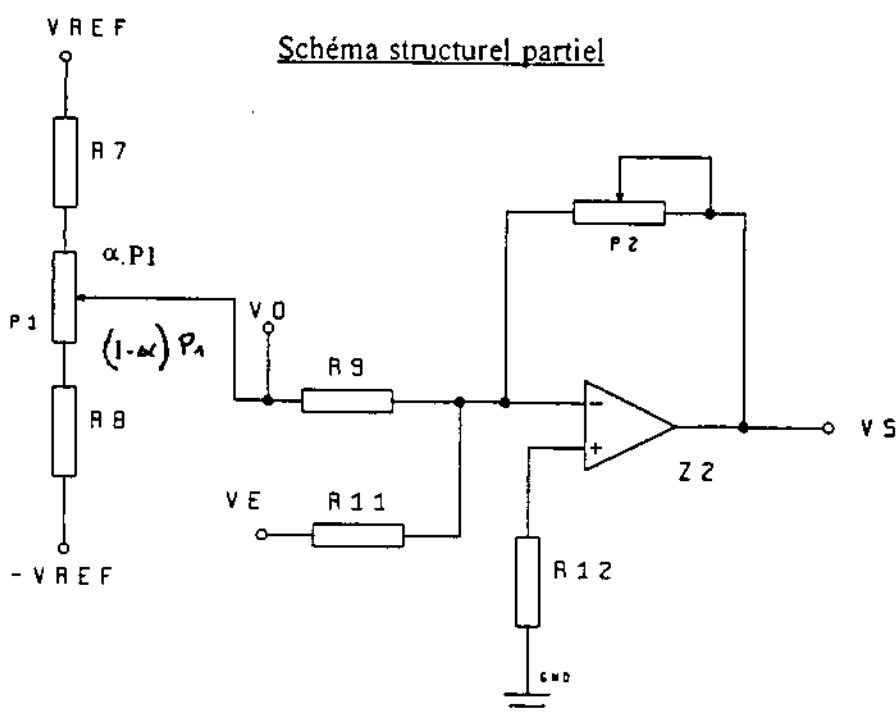 VREF
Schéma structurel partiel
R7
α.P1
P2
P1
VO
(1-α) P1
R9
R8
VS
Z2
VE
R11
R12
-VREF
GND